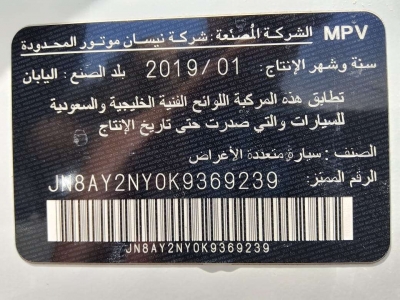 MPV الشركة المُصنعة : شركة نيسان موتور المحدودة
سنة وشهر الإنتاج: 2019/01 بلد الصنع: اليابان
تطابق هذه المركبة اللوائح الفنية الخليجية والسعودية
للسيارات والتي صدرت حتى تاريخ الإنتاج
الصنف : سيارة متعددة الأغراض
الرقم المميز: JN8AY2NY0K9369239
JN8AY2NY0K9369239